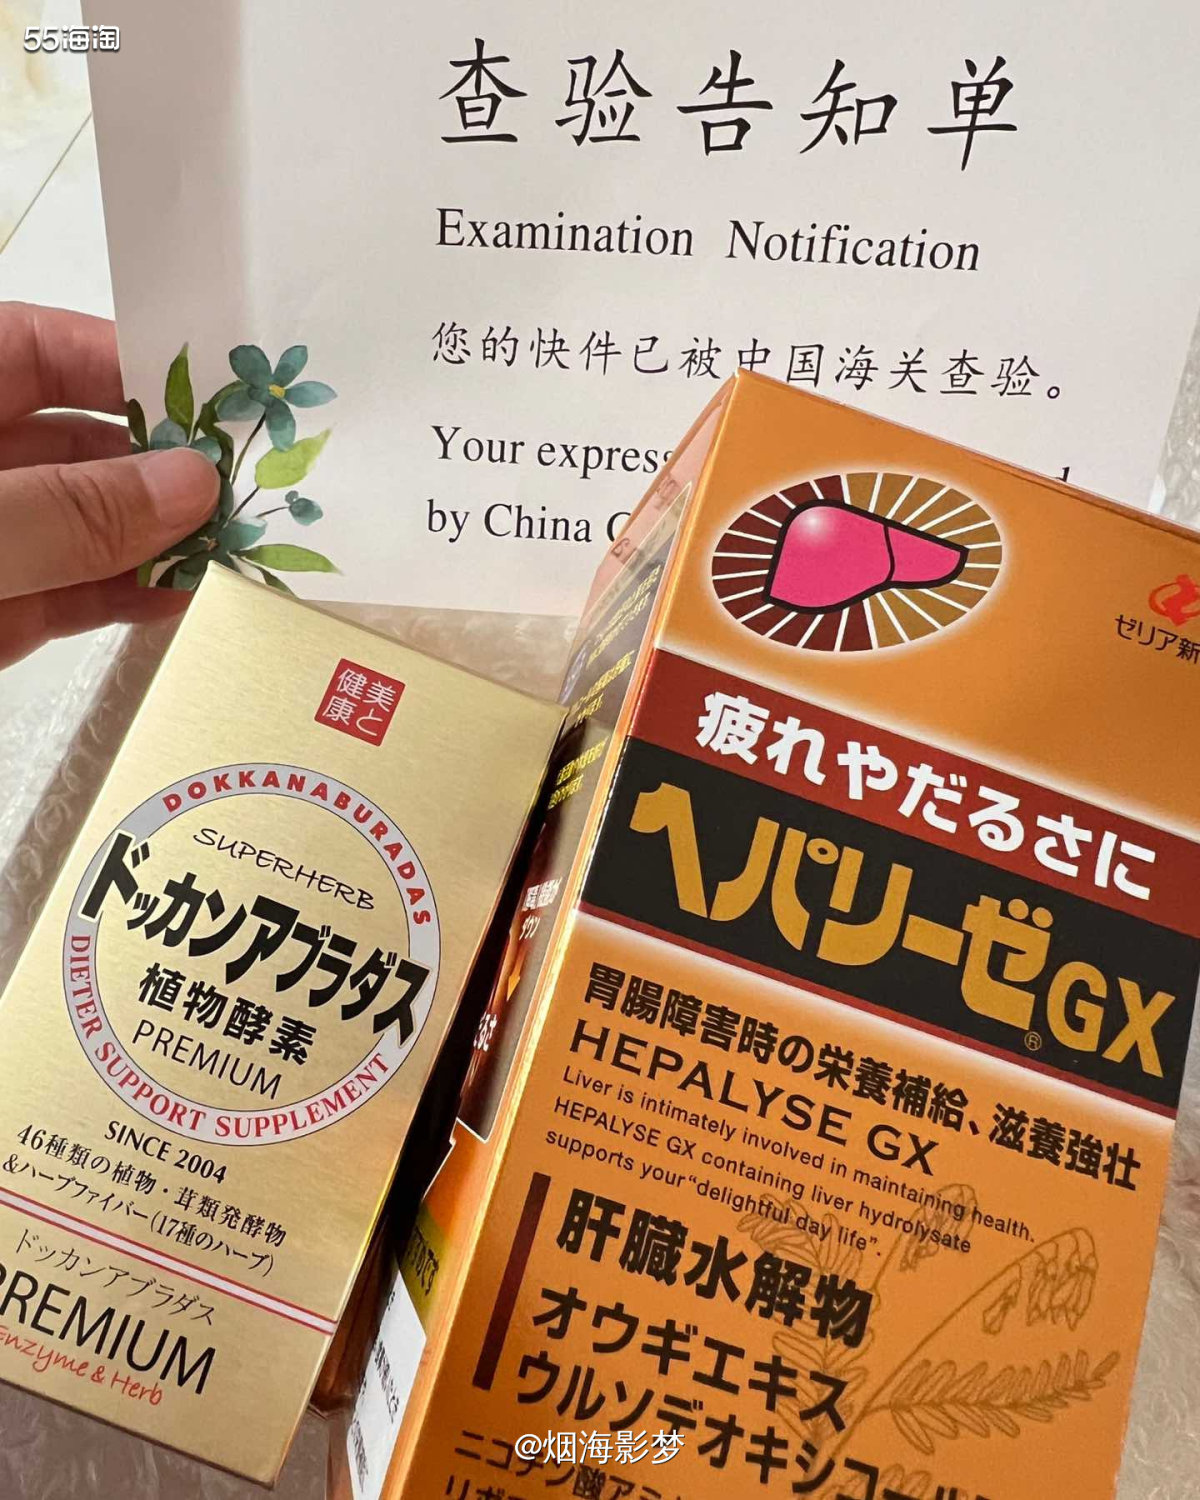 55海淘
查验告知单
Examination Notification
您的快件已被中国海关查验。
Your express
by China
ゼリア新
疲れやだるさに
ヘパリーゼGX
®
胃腸障害時の栄養補給、滋養強壮
HEPALYSE GX
Liver is intimately involved in maintaining health.
HEPALYSE GX containing liver hydrolysate
supports your “delightful day life”.
肝臓水解物
オウギエキス
ウルソデオキシコール
ニコチン酸アミ
美と
健康
DOKKANABURADAS
SUPERHERB
ドッカンアブラダス
植物酵素
PREMIUM
DIETER SUPPORT SUPPLEMENT
SINCE 2004
46種類の植物・茸類発酵物
&ハーブファイバー(17種のハーブ)
ドッカンアブラダス
PREMIUM
Enzyme & Herb
@烟海影梦